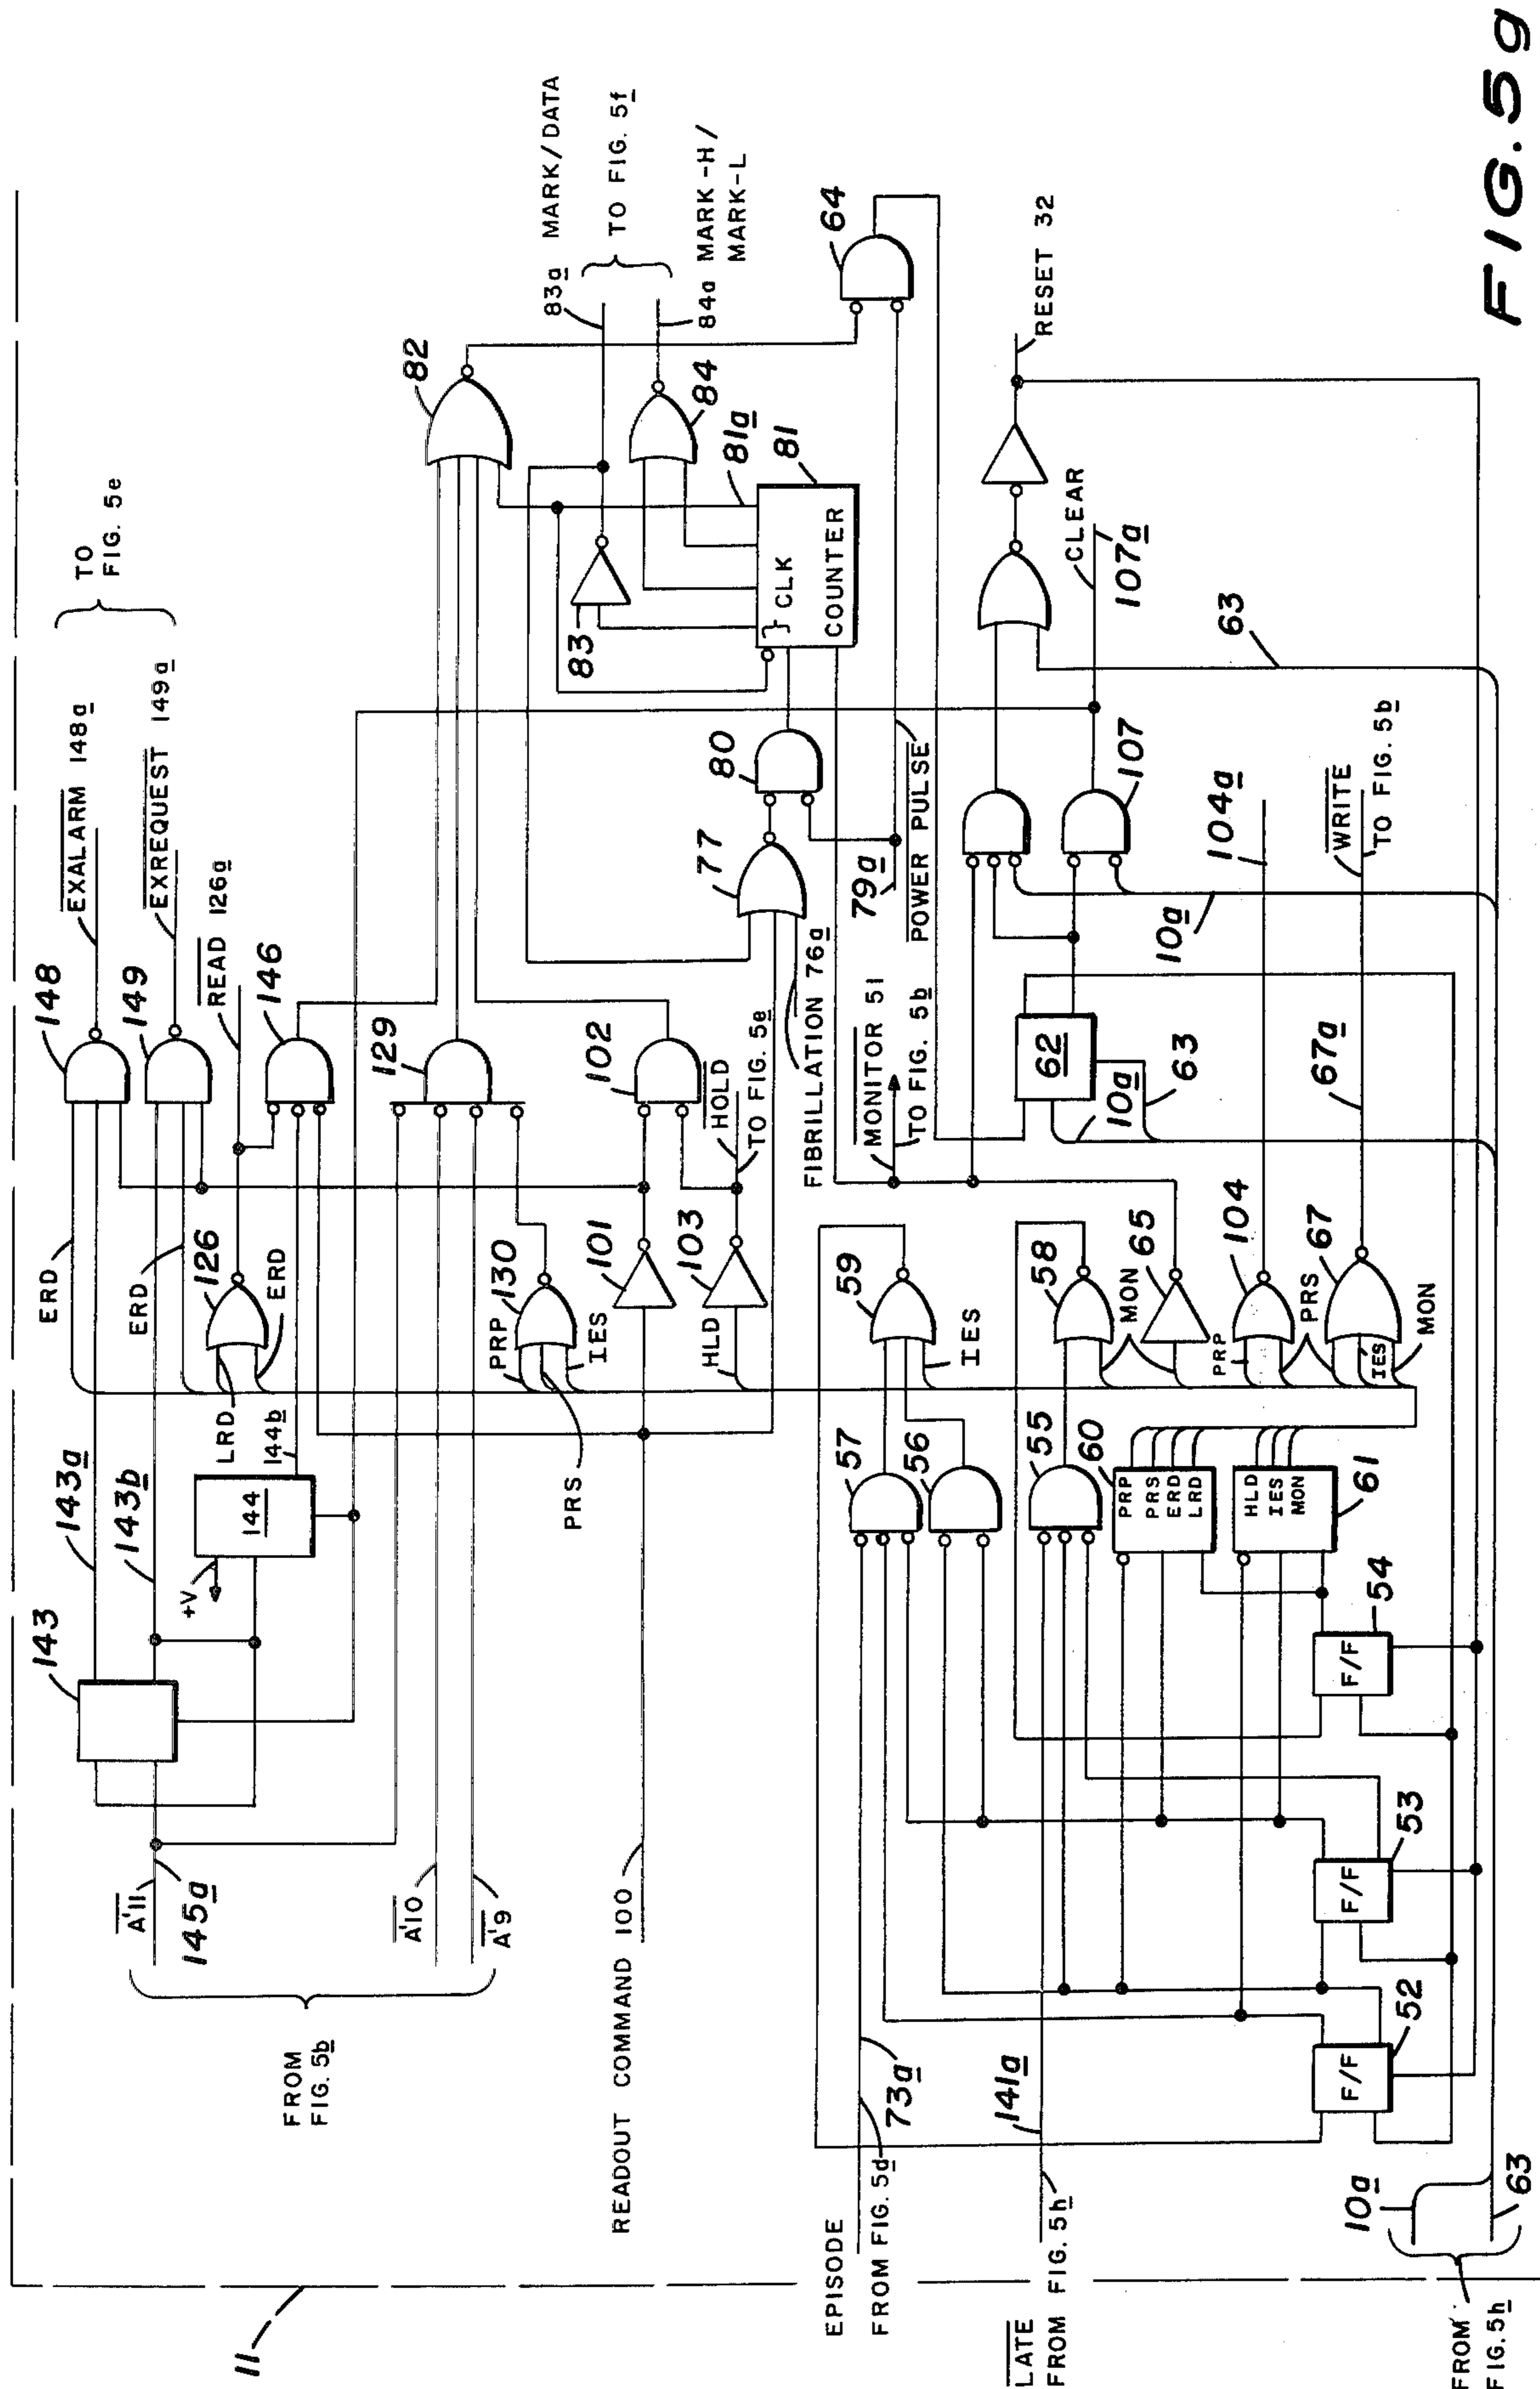 FIG. 5g
11
TO
FIG. 5e
EXALARM 148a
EXREQUEST 149a
READ 126a
148
149
146
ERD
ERD
143a
143b
143
126
ERD
LRD
144b
144
+V
A'11
145a
A'10
A'9
FROM
FIG. 5b
129
102
HOLD
TO FIG. 5e
PRP
130
IES
PRS
101
103
HLD
READOUT COMMAND 100
82
MARK/DATA
83a
TO FIG. 5f
84a MARK-H/
MARK-L
84
81a
81
83
CLK
COUNTER
80
77
FIBRILLATION 76a
79a
POWER PULSE
64
MONITOR 51
TO FIG. 5b
RESET 32
CLEAR
107a
107
63
10a
62
10a
63
104a
WRITE
TO FIG. 5b
67a
59
IES
58
MON
65
104
PRP
PRS
67
IES
MON
57
56
55
60
PRP
PRS
ERD
LRD
HLD
IES
MON
61
F/F
54
F/F
53
F/F
52
EPISODE
FROM FIG. 5d
73a
141a
LATE
FROM FIG. 5h
10a
63
FROM
FIG. 5h